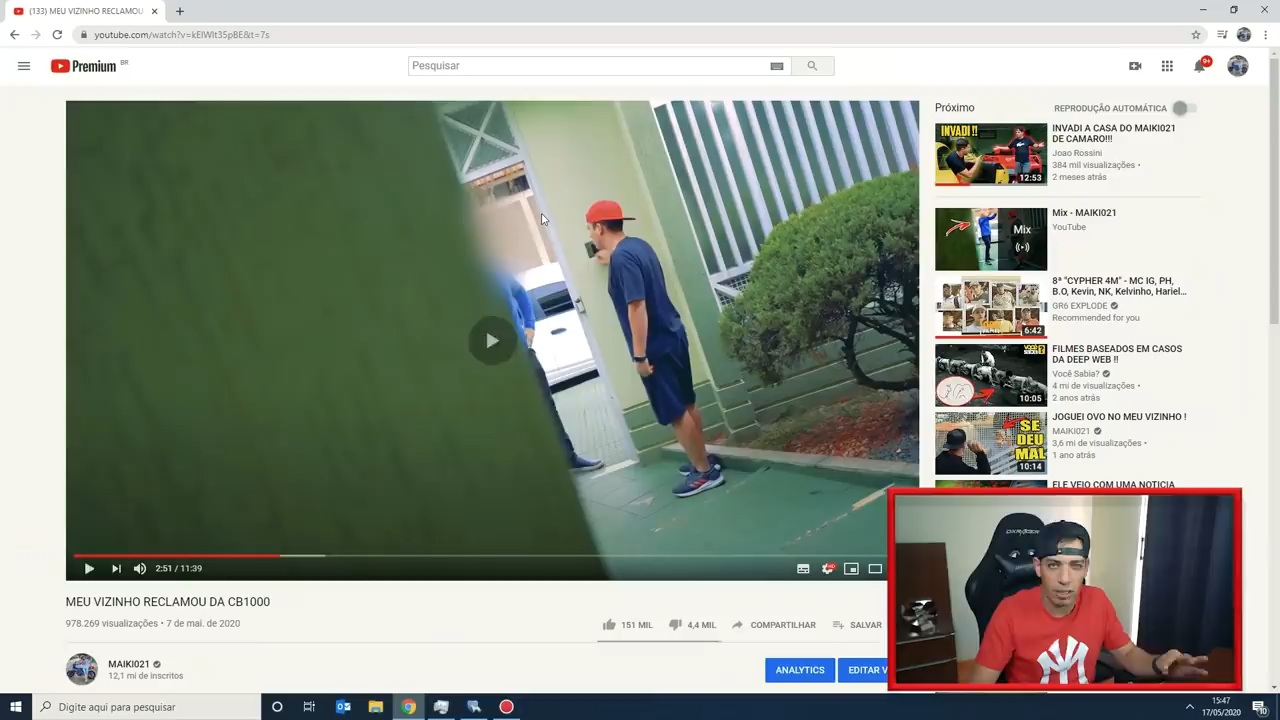 (133) MEU VIZINHO RECLAMOU
youtube.com/watch?v=kElWIt35pBE&t=7s
Premium BR
Pesquisar
9+
Próximo
REPRODUÇÃO AUTOMÁTICA
INVADI !!
12:53
INVADI A CASA DO MAIKI021
DE CAMARO!!!
Joao Rossini
384 mil visualizações •
2 meses atrás
Mix
Mix - MAIKI021
YouTube
6:42
8ª "CYPHER 4M" - MC IG, PH,
B.O, Kevin, NK, Kelvinho, Hariel...
GR6 EXPLODE
Recommended for you
10:05
FILMES BASEADOS EM CASOS
DA DEEP WEB !!
Você Sabia?
4 mi de visualizações •
2 anos atrás
SE
DEU
MAL
10:14
JOGUEI OVO NO MEU VIZINHO !
MAIKI021
3,6 mi de visualizações •
1 ano atrás
ELE VEIO COM UMA NOTICIA
2:51 / 11:39
MEU VIZINHO RECLAMOU DA CB1000
978.269 visualizações • 7 de mai. de 2020
151 MIL
4,4 MIL
COMPARTILHAR
SALVAR
MAIKI021
12,1 mi de inscritos
ANALYTICS
EDITAR V
DXRACER
NY
Digite aqui para pesquisar
15:47
17/05/2020
10